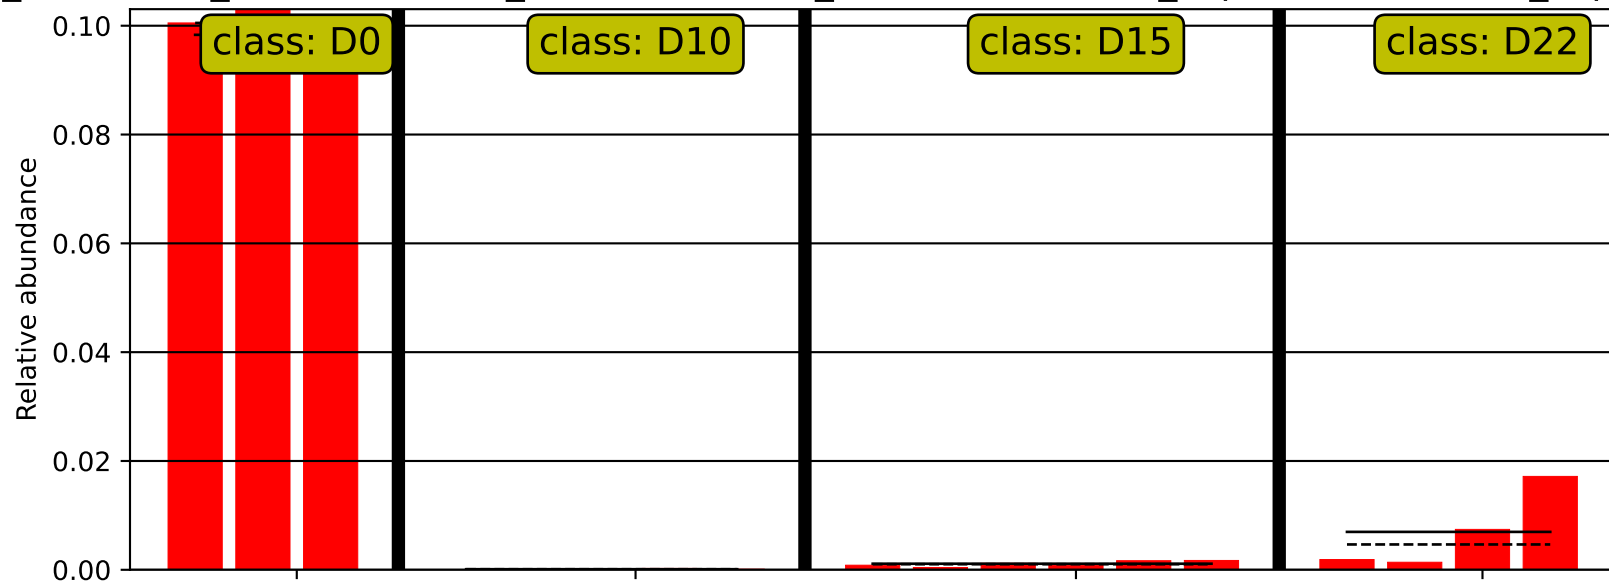 0.10
class: D0
class: D10
class: D15
class: D22
0.08
0.06
0.04
0.02
0.00
Relative abundance